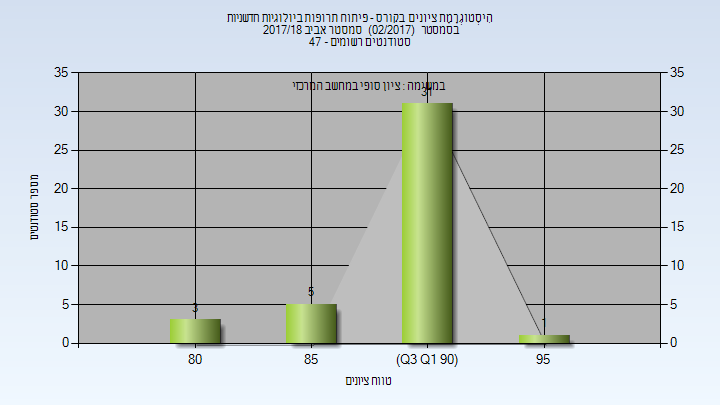 היסטוגרמת ציונים בקורס - פיתוח תרופות ביולוגיות חדשניות
בסמסטר (02/2017) סמסטר אביב 2017/18
סטודנטים רשומים - 47
במשימה : ציון סופי במחשב המרכזי
35 35
30 30
25 25
20 20
15 15
10 10
5 5
0 0
3 5 31 1
80 85 (Q3 Q1 90) 95
מספר סטודנטים
טווח ציונים